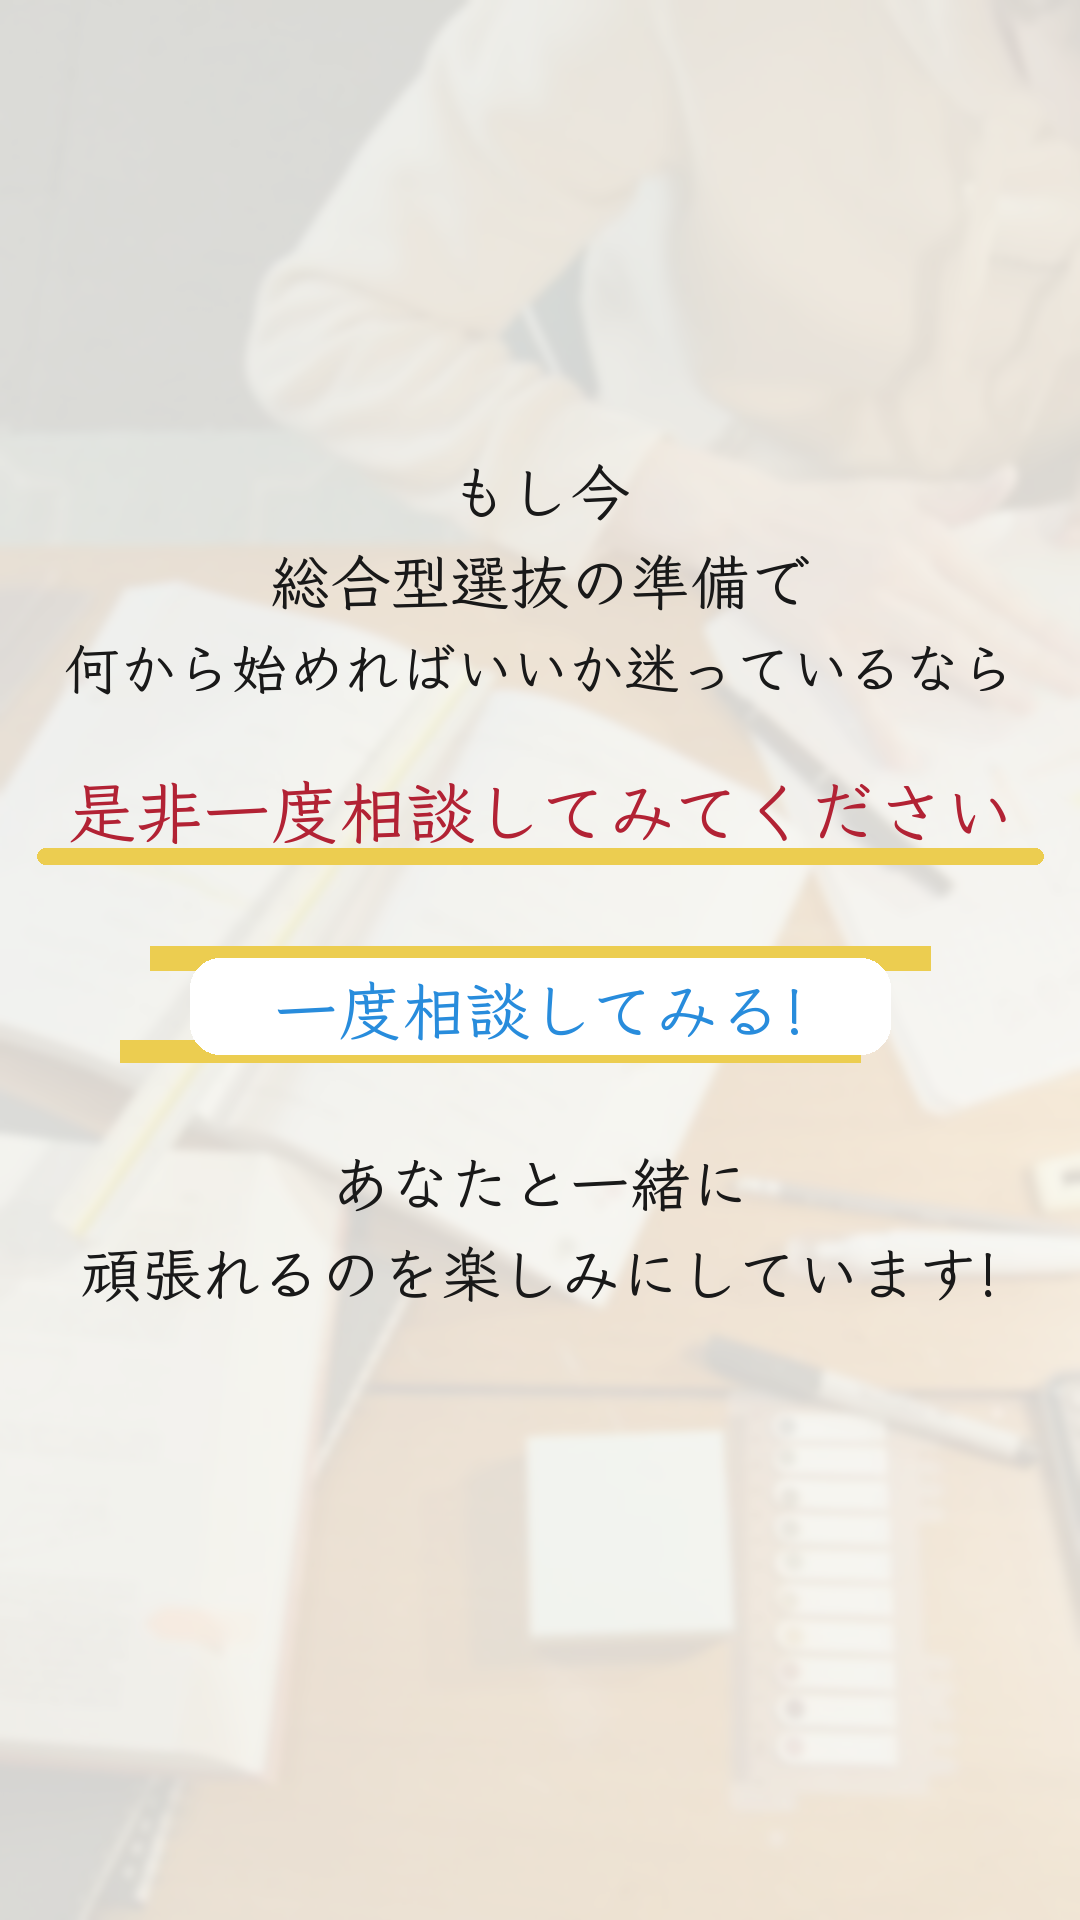 もし今
総合型選抜の準備で
何から始めればいいか迷っているなら
是非一度相談してみてください
一度相談してみる!
あなたと一緒に
頑張れるのを楽しみにしています!